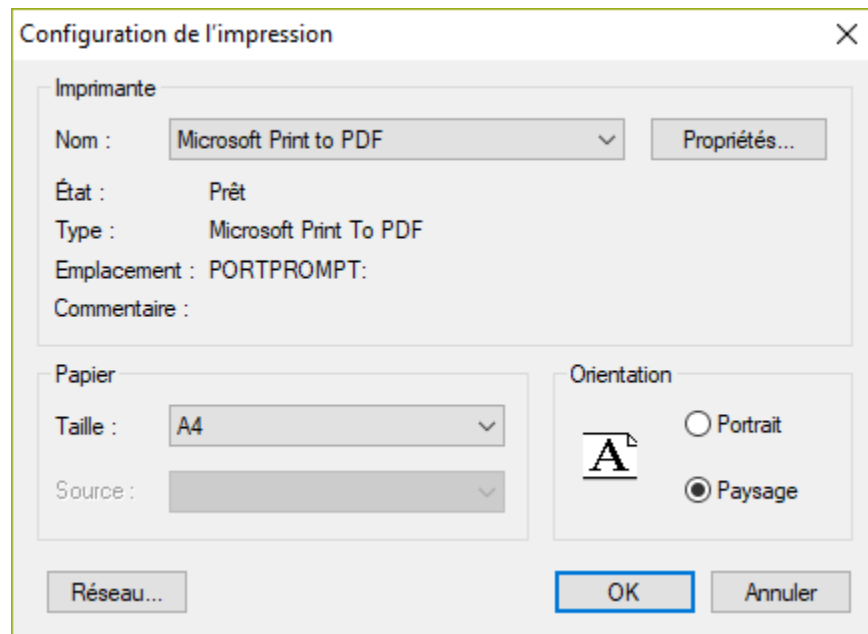 Configuration de l'impression
Imprimante
Nom : Microsoft Print to PDF Propriétés...
État : Prêt
Type : Microsoft Print To PDF
Emplacement : PORTPROMPT:
Commentaire :
Papier
Taille : A4
Source :
Orientation
A
Portrait
Paysage
Réseau... OK Annuler